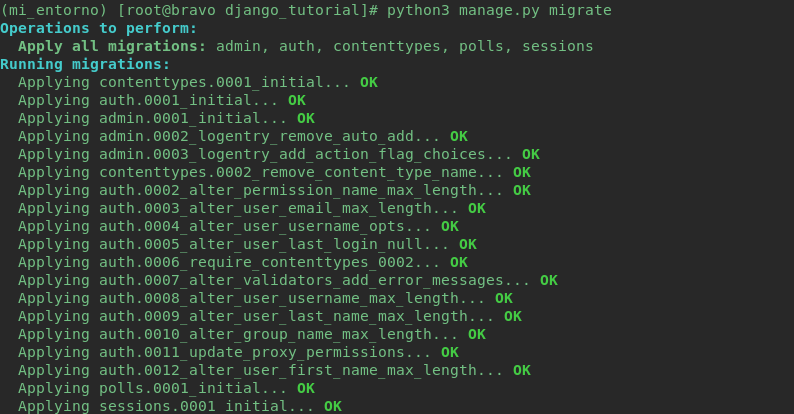 (mi_entorno) [root@bravo django_tutorial]# python3 manage.py migrate
Operations to perform:
  Apply all migrations: admin, auth, contenttypes, polls, sessions
Running migrations:
  Applying contenttypes.0001_initial... OK
  Applying auth.0001_initial... OK
  Applying admin.0001_initial... OK
  Applying admin.0002_logentry_remove_auto_add... OK
  Applying admin.0003_logentry_add_action_flag_choices... OK
  Applying contenttypes.0002_remove_content_type_name... OK
  Applying auth.0002_alter_permission_name_max_length... OK
  Applying auth.0003_alter_user_email_max_length... OK
  Applying auth.0004_alter_user_username_opts... OK
  Applying auth.0005_alter_user_last_login_null... OK
  Applying auth.0006_require_contenttypes_0002... OK
  Applying auth.0007_alter_validators_add_error_messages... OK
  Applying auth.0008_alter_user_username_max_length... OK
  Applying auth.0009_alter_user_last_name_max_length... OK
  Applying auth.0010_alter_group_name_max_length... OK
  Applying auth.0011_update_proxy_permissions... OK
  Applying auth.0012_alter_user_first_name_max_length... OK
  Applying polls.0001_initial... OK
  Applying sessions.0001_initial... OK